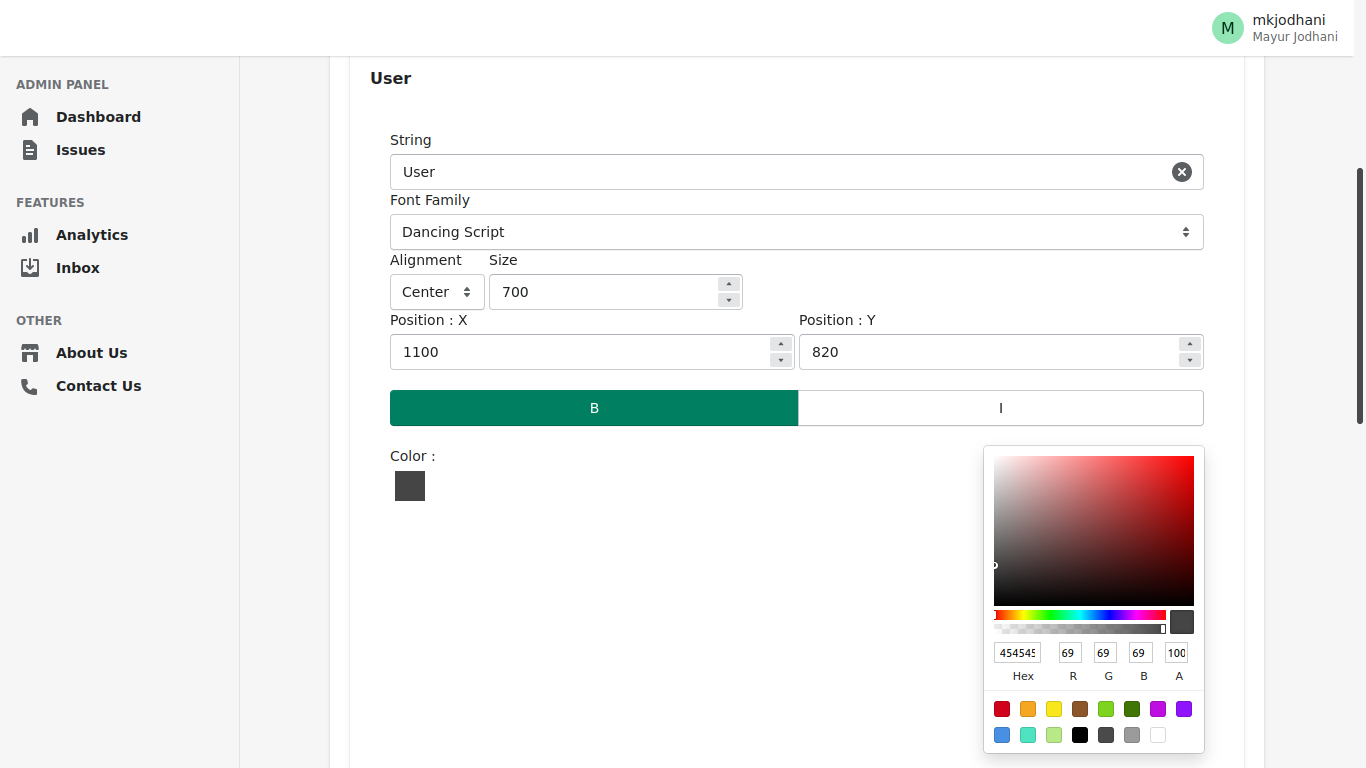 M
mkjodhani
Mayur Jodhani
ADMIN PANEL
Dashboard
Issues
FEATURES
Analytics
Inbox
OTHER
About Us
Contact Us
User
String
User
Font Family
Dancing Script
Alignment Size
Center 700
Position : X Position : Y
1100 820
B I
Color :
454545 69 69 69 100
Hex R G B A